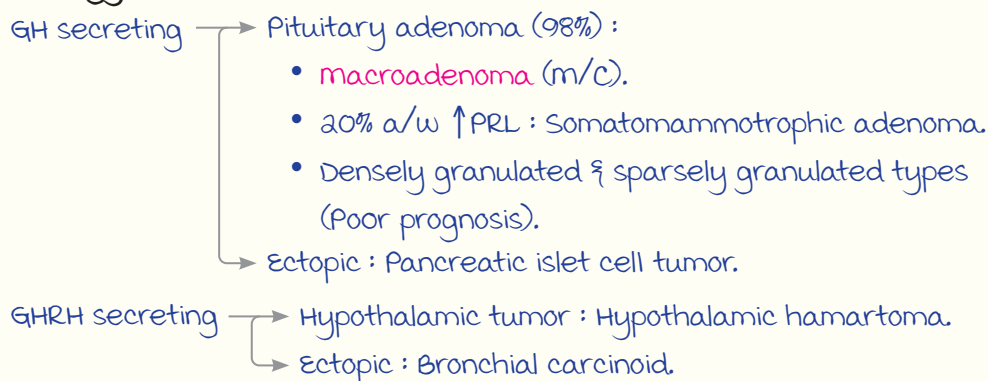 GH secreting → Pituitary adenoma (98%) :
• macroadenoma (m/c).
• 20% a/w ↑PRL : Somatomammotrophic adenoma.
• Densely granulated & sparsely granulated types
(Poor prognosis).
→ Ectopic : Pancreatic islet cell tumor.
GHRH secreting → Hypothalamic tumor : Hypothalamic hamartoma.
→ Ectopic : Bronchial carcinoid.